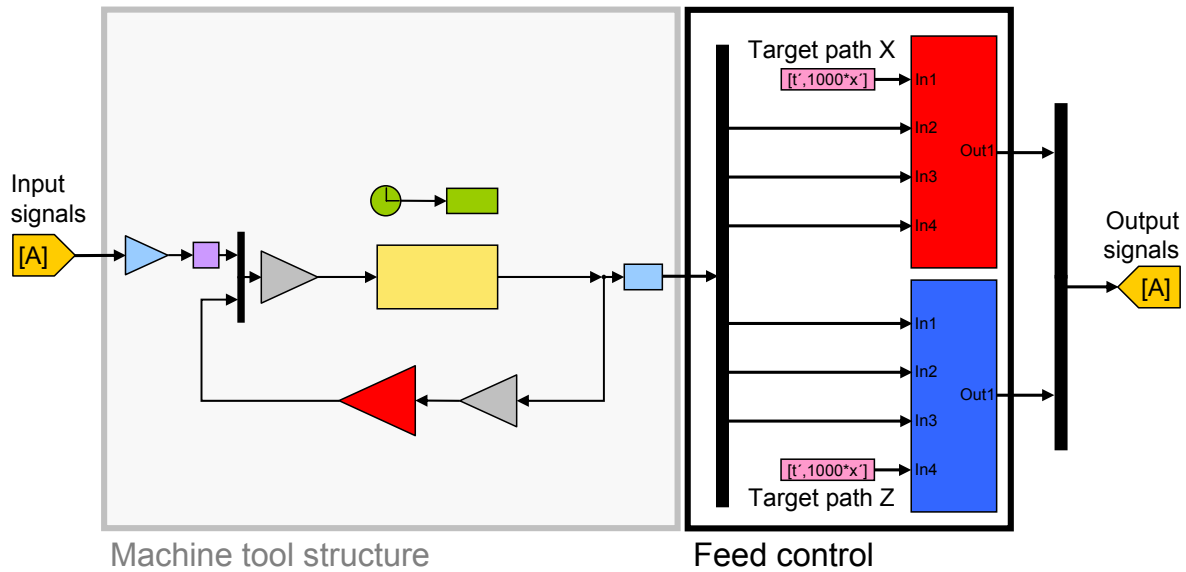 Target path X
[t´,1000*x´]
In1
In2
Out1
In3
In4
Input
signals
[A]
Output
signals
[A]
In1
In2
Out1
In3
[t´,1000*x´]
In4
Target path Z
Machine tool structure
Feed control